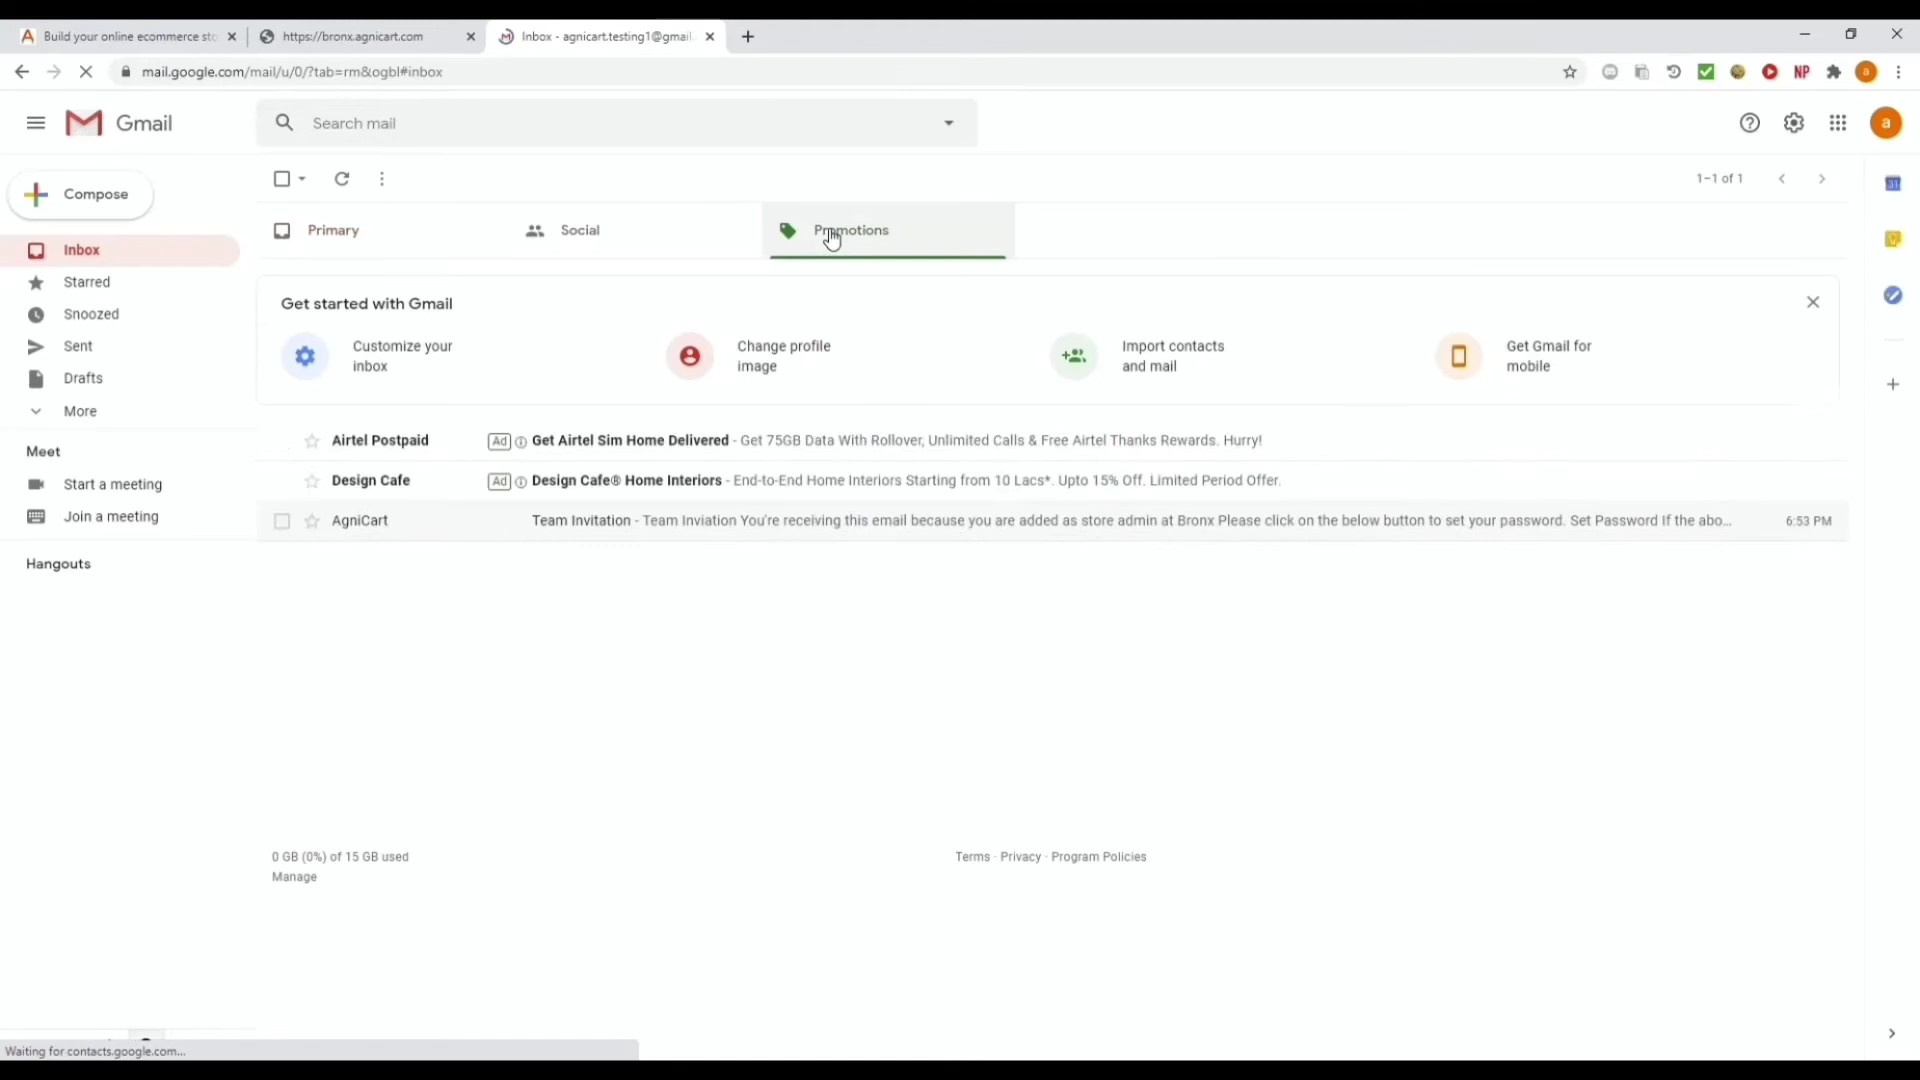 Build your online ecommerce sto
https://bronx.agnicart.com
Inbox - agnicart.testing1@gmail.
mail.google.com/mail/u/0/?tab=rm&ogbl#inbox
NP
a
Gmail
Search mail
a
Compose
1–1 of 1
31
Primary
Social
Promotions
Inbox
Starred
Snoozed
Sent
Drafts
More
Get started with Gmail
Customize your
inbox
Change profile
image
Import contacts
and mail
Get Gmail for
mobile
Airtel Postpaid Ad Get Airtel Sim Home Delivered - Get 75GB Data With Rollover, Unlimited Calls & Free Airtel Thanks Rewards. Hurry!
Design Cafe Ad Design Cafe® Home Interiors - End-to-End Home Interiors Starting from 10 Lacs*. Upto 15% Off. Limited Period Offer.
AgniCart Team Invitation - Team Inviation You're receiving this email because you are added as store admin at Bronx Please click on the below button to set your password. Set Password If the abo... 6:53 PM
Meet
Start a meeting
Join a meeting
Hangouts
0 GB (0%) of 15 GB used
Manage
Terms · Privacy · Program Policies
Waiting for contacts.google.com...